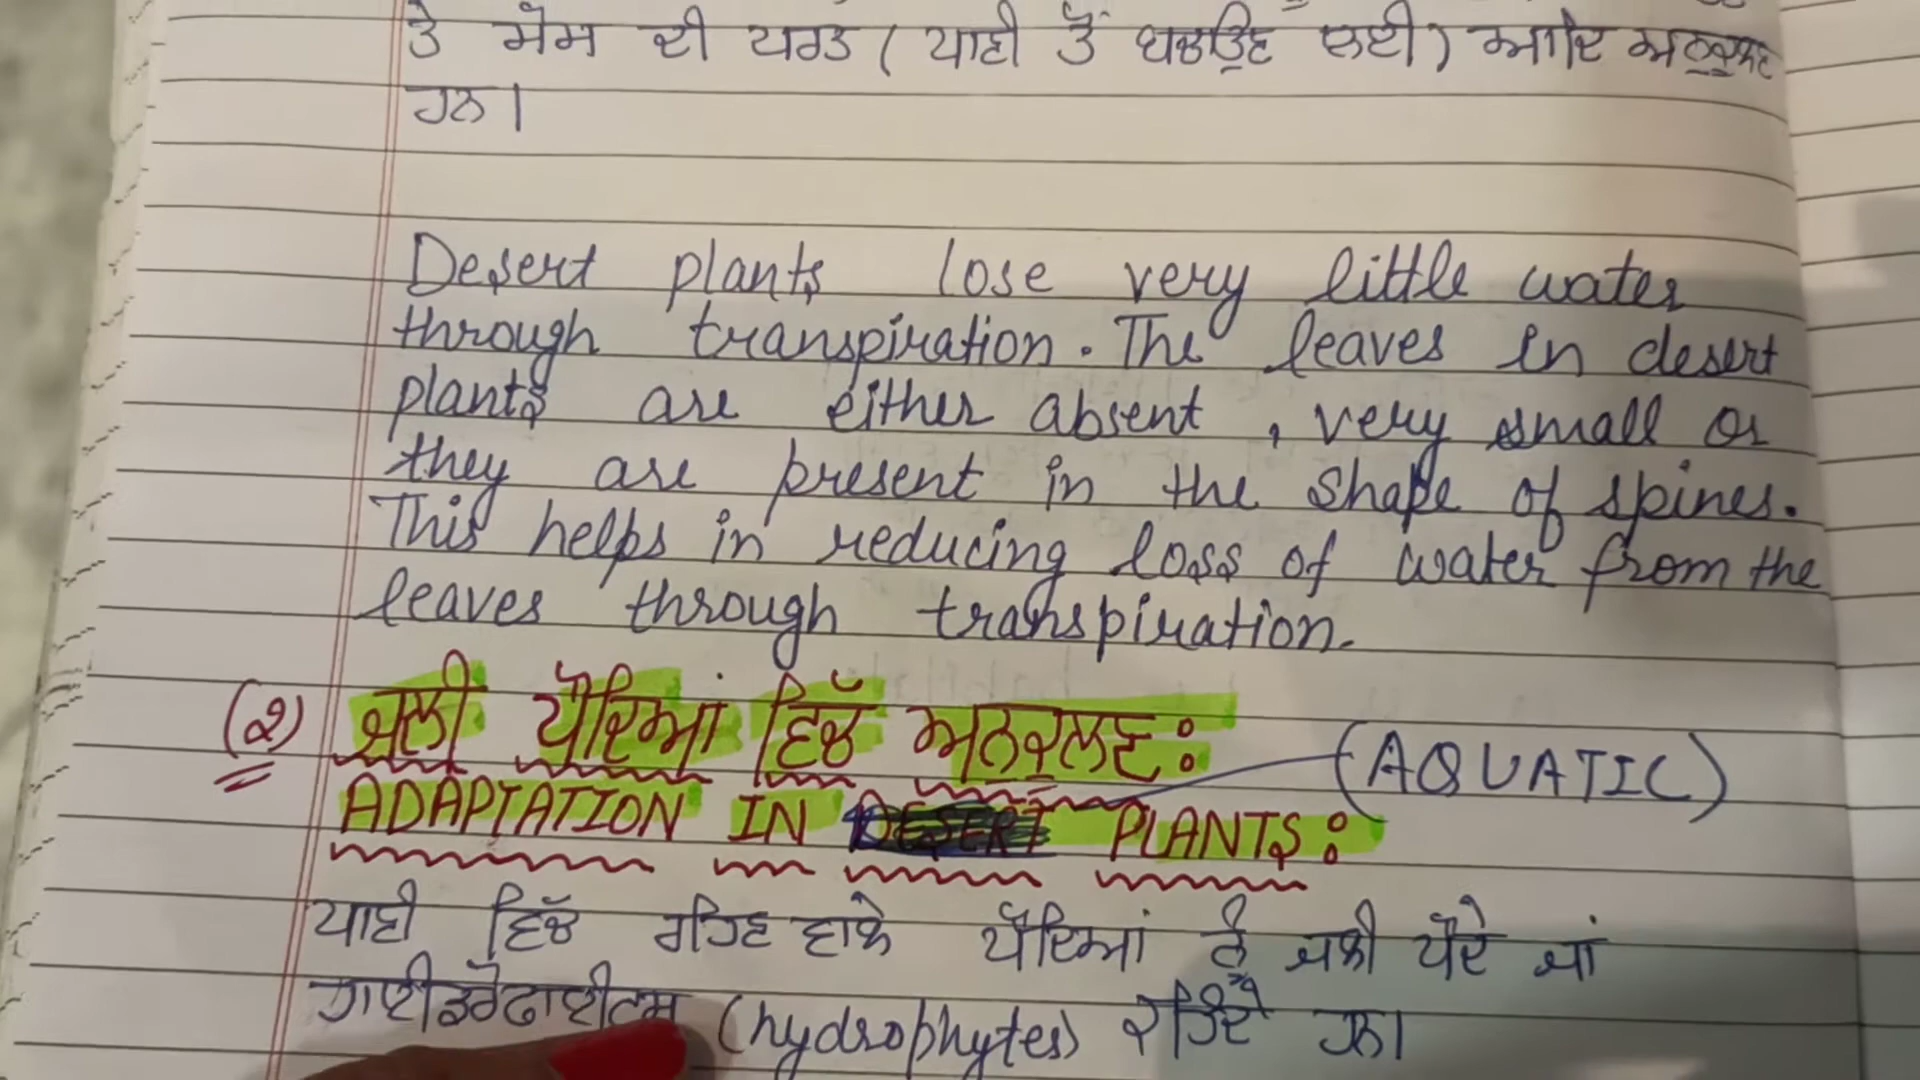 ਤੇ ਮੋਮ ਦੀ ਪਰਤ (ਪਾਣੀ ਤੋਂ ਬਚਾਉਣ ਲਈ) ਆਦਿ ਅਨੁਕੂਲਣ
ਹਨ।
Desert plants lose very little water
through transpiration. The leaves in desert
plants are either absent , very small or
they are present in the shape of spines.
This helps in reducing loss of water from the
leaves through transpiration.
(2) ਜਲੀ ਪੌਦਿਆਂ ਵਿੱਚ ਅਨੁਕੂਲਣ:
(AQUATIC)
ADAPTATION IN DESERT PLANTS:
ਪਾਣੀ ਵਿੱਚ ਰਹਿਣ ਵਾਲੇ ਪੌਦਿਆਂ ਨੂੰ ਜਲੀ ਪੌਦੇ ਜਾਂ
ਹਾਈਡਰੋਫਾਈਟਸ (hydrophytes) ਕਹਿੰਦੇ ਹਨ।